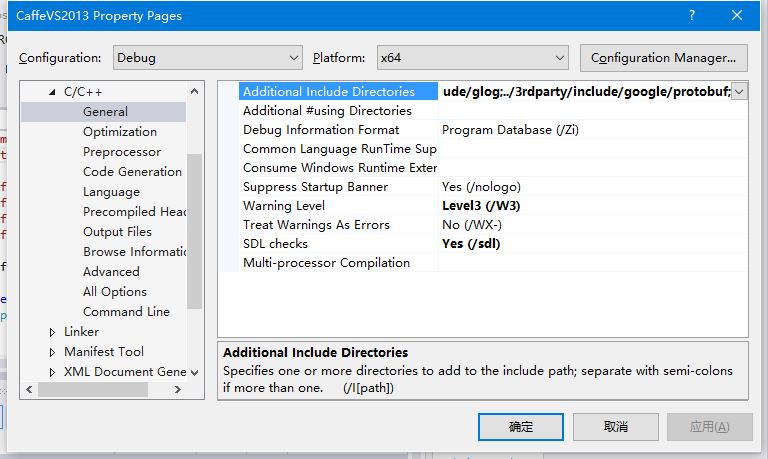 CaffeVS2013 Property Pages
Configuration: Debug Platform: x64 Configuration Manager...
C/C++
General
Optimization
Preprocessor
Code Generation
Language
Precompiled Head
Output Files
Browse Informatio
Advanced
All Options
Command Line
Linker
Manifest Tool
XML Document Gene
Additional Include Directories ude/glog;../3rdparty/include/google/protobuf;
Additional #using Directories
Debug Information Format Program Database (/Zi)
Common Language RunTime Sup
Consume Windows Runtime Exter
Suppress Startup Banner Yes (/nologo)
Warning Level Level3 (/W3)
Treat Warnings As Errors No (/WX-)
SDL checks Yes (/sdl)
Multi-processor Compilation
Additional Include Directories
Specifies one or more directories to add to the include path; separate with semi-colons
if more than one. (/I[path])
确定 取消 应用(A)